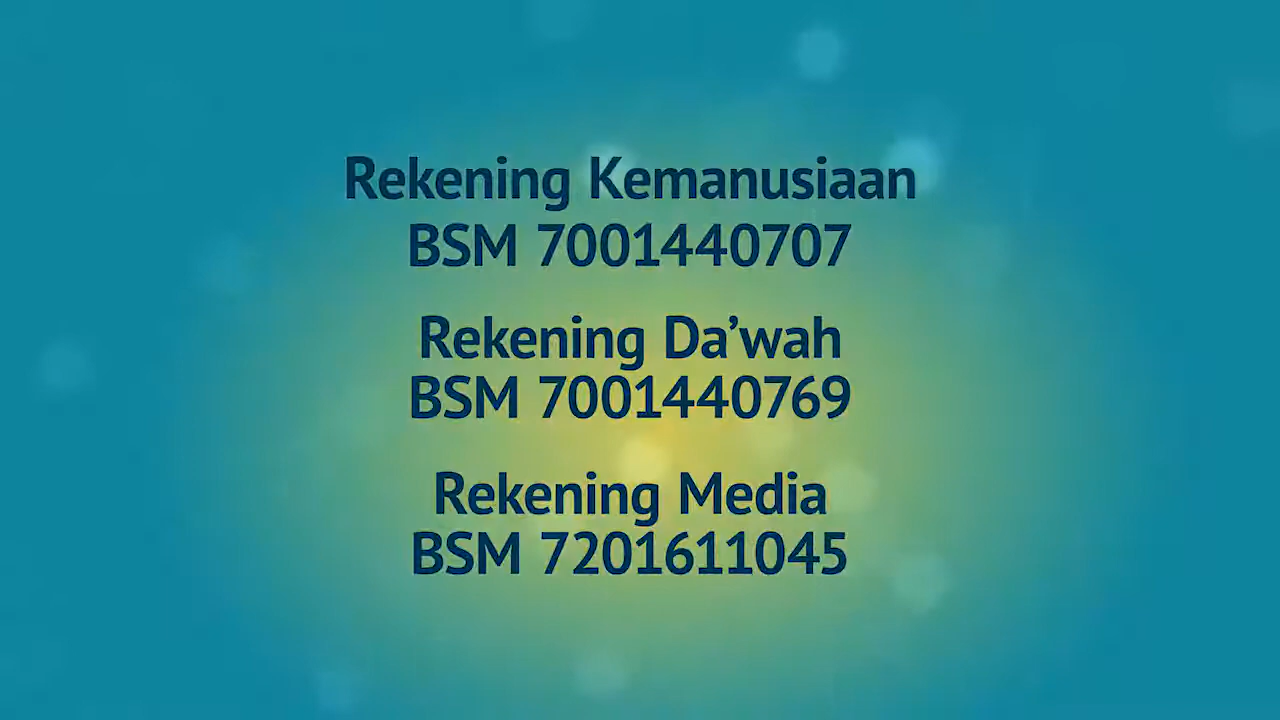 Rekening Kemanusiaan
BSM 7001440707
Rekening Da’wah
BSM 7001440769
Rekening Media
BSM 7201611045